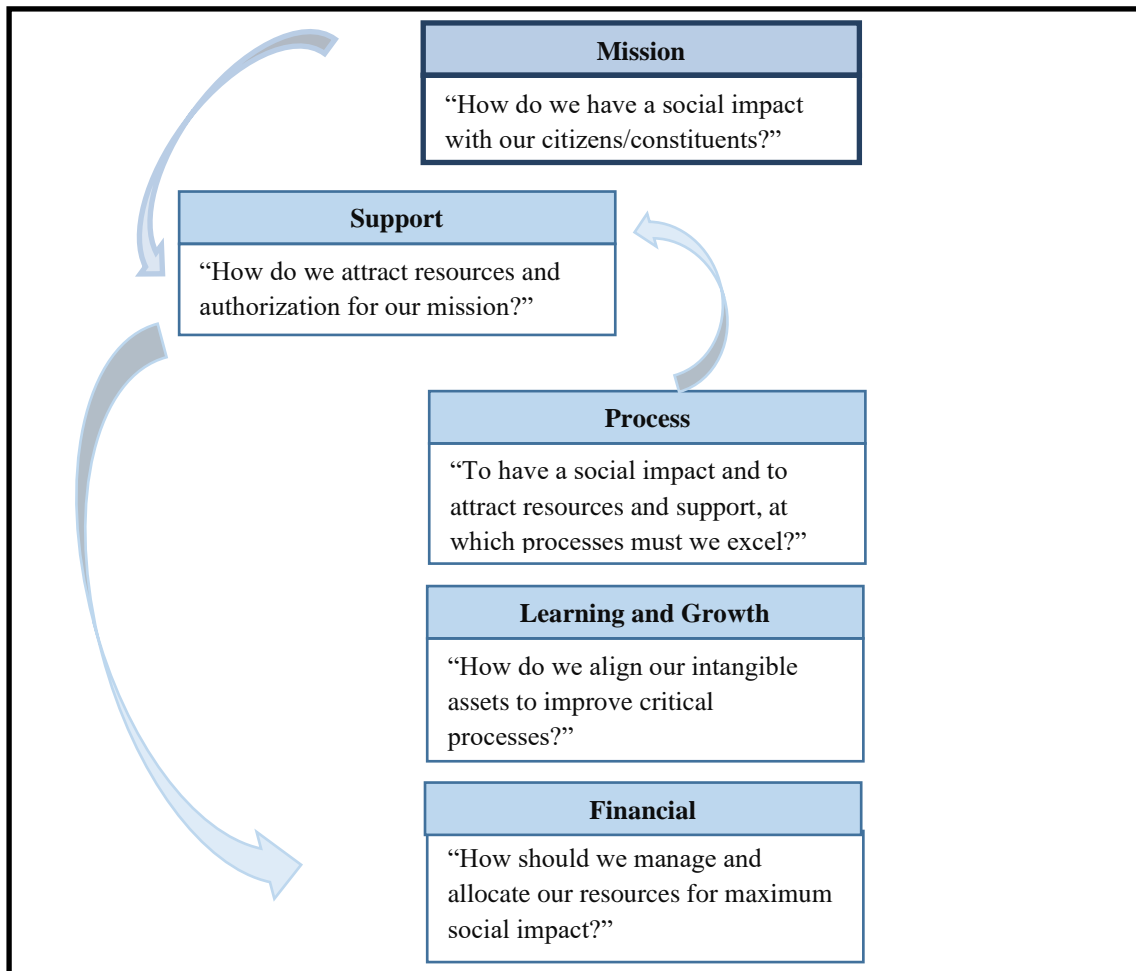 Mission
“How do we have a social impact
with our citizens/constituents?”
Support
“How do we attract resources and
authorization for our mission?”
Process
“To have a social impact and to
attract resources and support, at
which processes must we excel?”
Learning and Growth
“How do we align our intangible
assets to improve critical
processes?”
Financial
“How should we manage and
allocate our resources for maximum
social impact?”